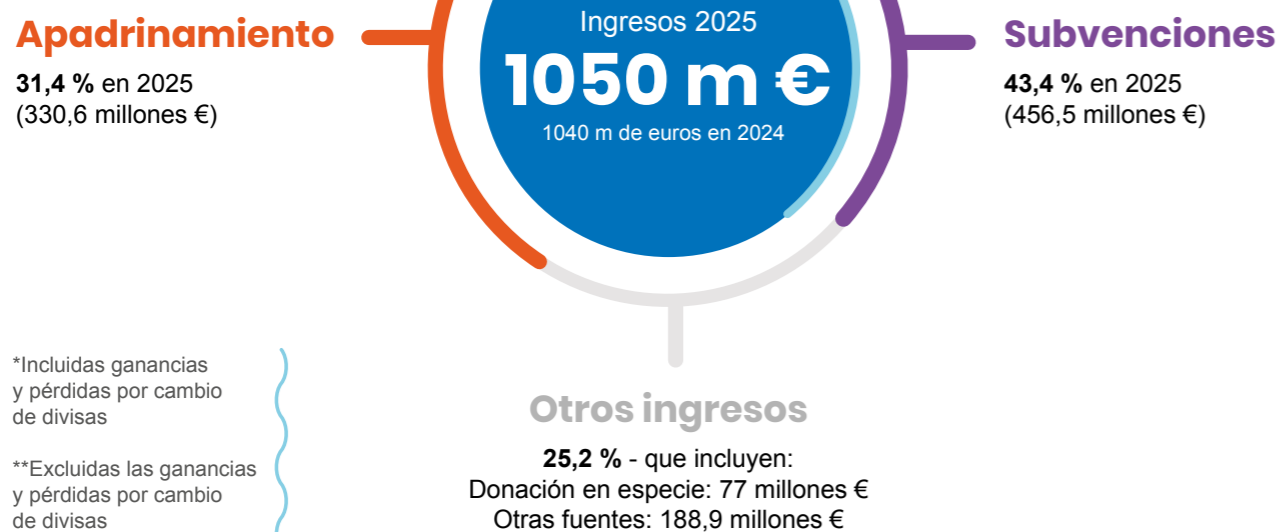 Apadrinamiento
31,4 % en 2025
(330,6 millones €)
Ingresos 2025
1050 m €
1040 m de euros en 2024
Subvenciones
43,4 % en 2025
(456,5 millones €)
*Incluidas ganancias
y pérdidas por cambio
de divisas
**Excluidas las ganancias
y pérdidas por cambio
de divisas
Otros ingresos
25,2 % - que incluyen:
Donación en especie: 77 millones €
Otras fuentes: 188,9 millones €